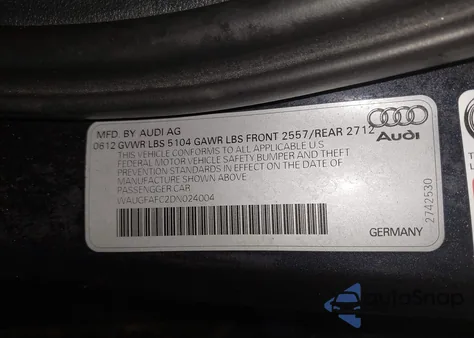 MFD. BY AUDI AG
0612 GVWR LBS 5104 GAWR LBS FRONT 2557/REAR 2712
THIS VEHICLE CONFORMS TO ALL APPLICABLE U.S
FEDERAL MOTOR VEHICLE SAFETY BUMPER AND THEFT
PREVENTION STANDARDS IN EFFECT ON THE DATE OF
MANUFACTURE SHOWN ABOVE.
PASSENGGER CAR
WAUGFAFC2DN024004
Audi
2742530
GERMANY
AutoSnap